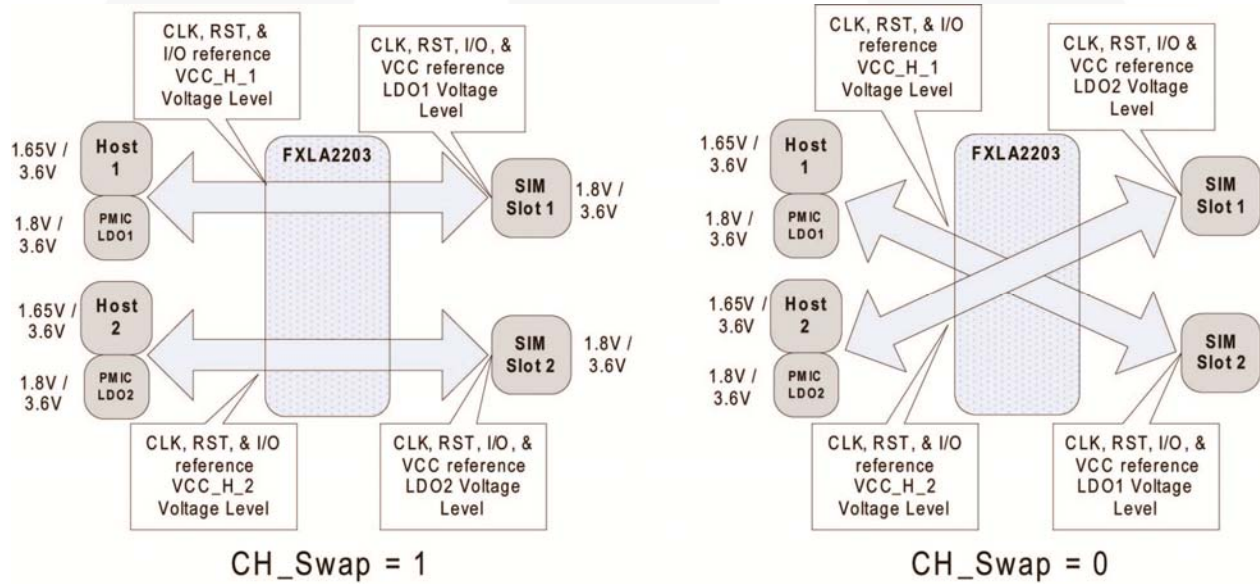 CLK, RST, &
I/O reference
VCC_H_1
Voltage Level
CLK, RST, I/O, &
VCC reference
LDO1 Voltage
Level
1.65V /
3.6V
Host
1
1.8V /
3.6V
PMIC
LDO1
FXLA2203
SIM
Slot 1
1.8V /
3.6V
1.65V /
3.6V
Host
2
1.8V /
3.6V
PMIC
LDO2
SIM
Slot 2
1.8V /
3.6V
CLK, RST, & I/O
reference
VCC_H_2
Voltage Level
CLK, RST, I/O, &
VCC reference
LDO2 Voltage
Level
CH_Swap = 1
CLK, RST, & I/O
reference
VCC_H_1
Voltage Level
CLK, RST, I/O &
VCC reference
LDO2 Voltage
Level
1.65V /
3.6V
Host
1
1.8V /
3.6V
PMIC
LDO1
FXLA2203
SIM
Slot 1
1.65V /
3.6V
Host
2
1.8V /
3.6V
PMIC
LDO2
SIM
Slot 2
CLK, RST, & I/O
reference
VCC_H_2
Voltage Level
CLK, RST, I/O, &
VCC reference
LDO1 Voltage
Level
CH_Swap = 0